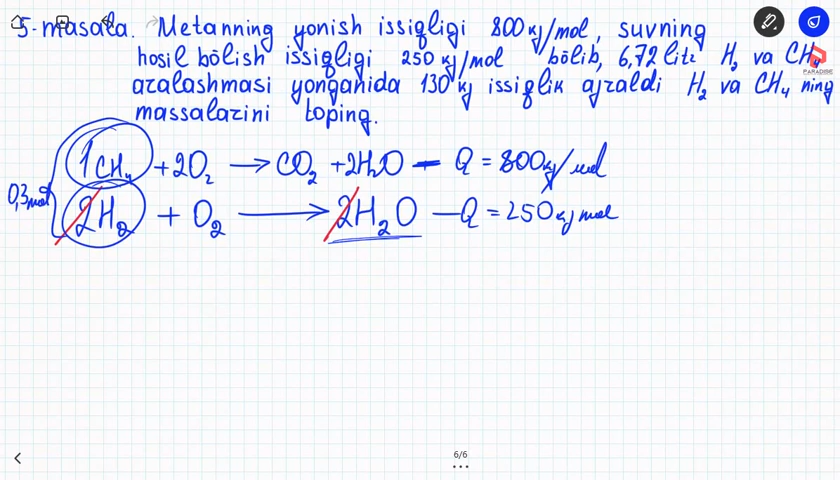 5-masala. Metanning yonish issiqligi 800 kj/mol, suvning
hosil bōlish issiqligi 250 kj/mol bōlib, 6,72 litr H₂ va CH₄
aralashmasi yonganida 130 kj issiqlik ajraldi H₂ va CH₄ ning
massalarini toping.
1CH₄ + 2O₂ → CO₂ + 2H₂O - Q = 800 kj/mol
0,3 mol
2H₂ + O₂ → 2H₂O - Q = 250 kj mol
PARADISE
6/6